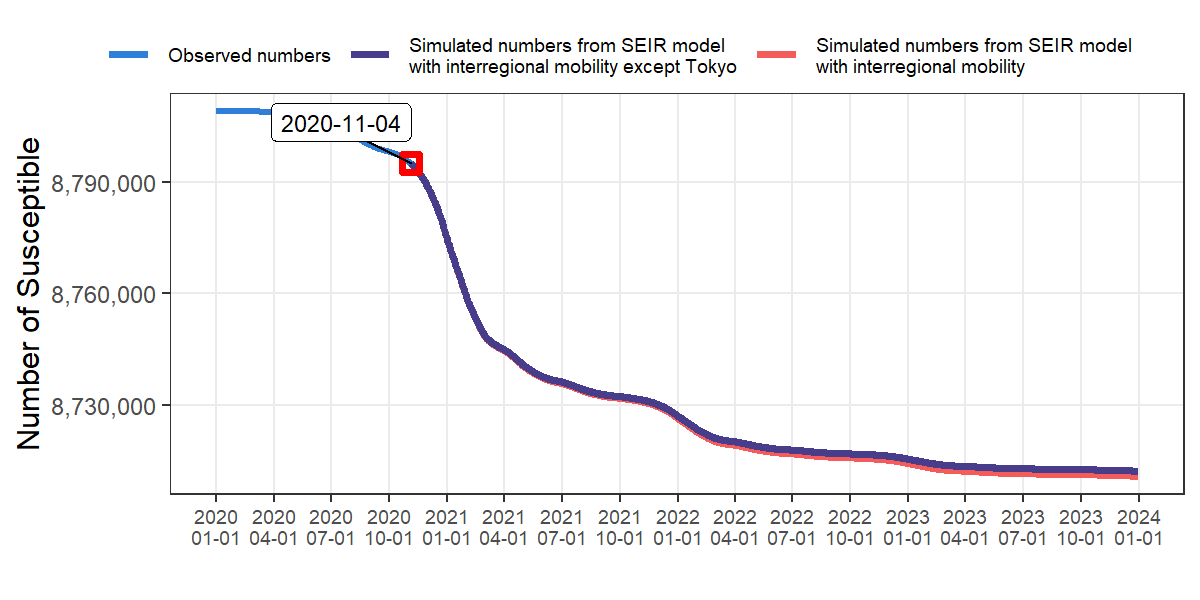 Observed numbers
Simulated numbers from SEIR model
with interregional mobility except Tokyo
Simulated numbers from SEIR model
with interregional mobility
2020-11-04
Number of Susceptible
8,790,000
8,760,000
8,730,000
2020 2020 2020 2020 2021 2021 2021 2021 2022 2022 2022 2022 2023 2023 2023 2023 2024
01-01 04-01 07-01 10-01 01-01 04-01 07-01 10-01 01-01 04-01 07-01 10-01 01-01 04-01 07-01 10-01 01-01